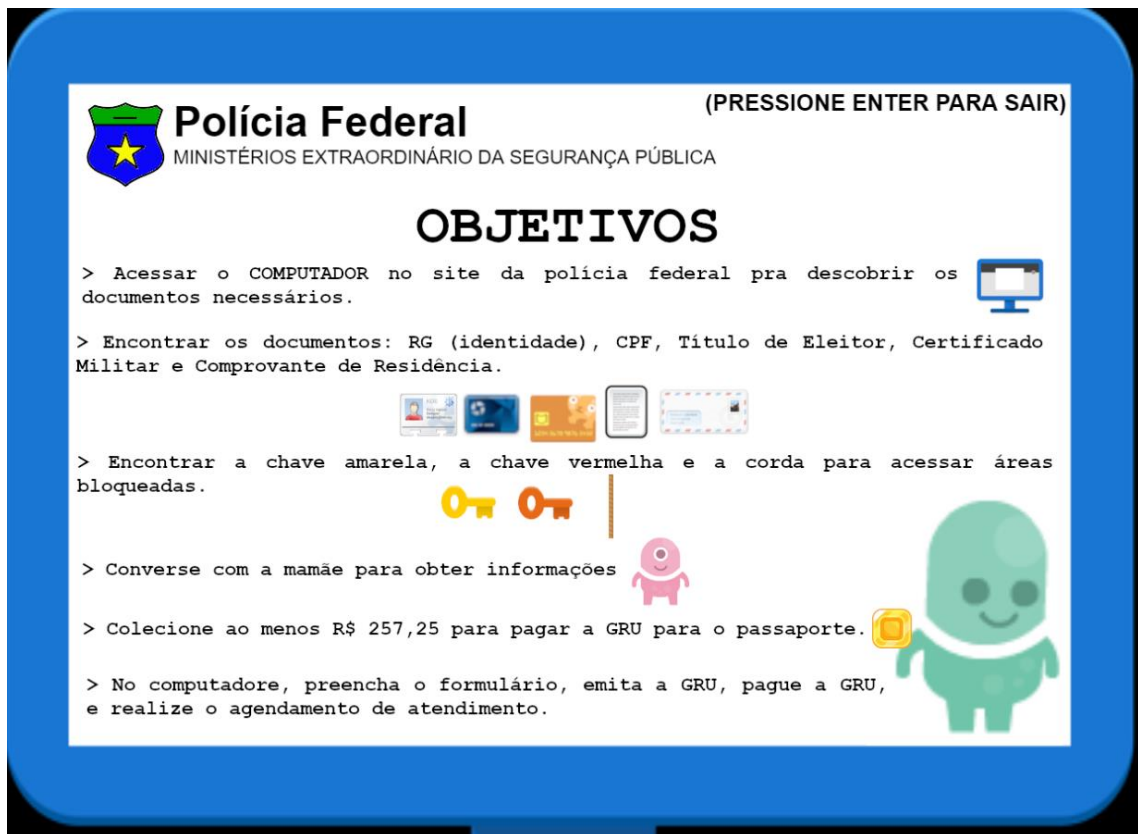 (PRESSIONE ENTER PARA SAIR)
Polícia Federal
MINISTÉRIOS EXTRAORDINÁRIO DA SEGURANÇA PÚBLICA
OBJETIVOS
> Acessar o COMPUTADOR no site da polícia federal pra descobrir os
documentos necessários.
> Encontrar os documentos: RG (identidade), CPF, Título de Eleitor, Certificado
Militar e Comprovante de Residência.
> Encontrar a chave amarela, a chave vermelha e a corda para acessar áreas
bloqueadas.
> Converse com a mamãe para obter informações
> Colecione ao menos R$ 257,25 para pagar a GRU para o passaporte.
> No computadore, preencha o formulário, emita a GRU, pague a GRU,
e realize o agendamento de atendimento.